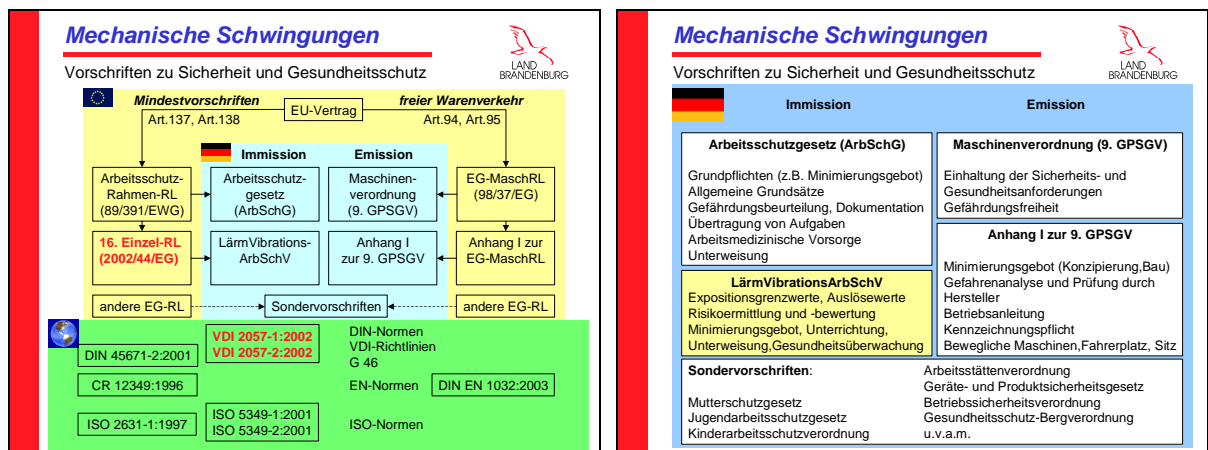 Mechanische Schwingungen
Vorschriften zu Sicherheit und Gesundheitsschutz
LAND
BRANDENBURG
Mindestvorschriften
EU-Vertrag
freier Warenverkehr
Art.137, Art.138
Art.94, Art.95
Immission
Emission
Arbeitsschutz-
Rahmen-RL
(89/391/EWG)
Arbeitsschutz-
gesetz
(ArbSchG)
Maschinen-
verordnung
(9. GPSGV)
EG-MaschRL
(98/37/EG)
16. Einzel-RL
(2002/44/EG)
LärmVibrations-
ArbSchV
Anhang I
zur 9. GPSGV
Anhang I zur
EG-MaschRL
andere EG-RL
Sondervorschriften
andere EG-RL
DIN 45671-2:2001
VDI 2057-1:2002
VDI 2057-2:2002
DIN-Normen
VDI-Richtlinien
G 46
CR 12349:1996
EN-Normen
DIN EN 1032:2003
ISO 2631-1:1997
ISO 5349-1:2001
ISO 5349-2:2001
ISO-Normen
Mechanische Schwingungen
Vorschriften zu Sicherheit und Gesundheitsschutz
LAND
BRANDENBURG
Immission
Emission
Arbeitsschutzgesetz (ArbSchG)
Grundpflichten (z.B. Minimierungsgebot)
Allgemeine Grundsätze
Gefährdungsbeurteilung, Dokumentation
Übertragung von Aufgaben
Arbeitsmedizinische Vorsorge
Unterweisung
Maschinenverordnung (9. GPSGV)
Einhaltung der Sicherheits- und
Gesundheitsanforderungen
Gefährdungsfreiheit
LärmVibrationsArbSchV
Expositionsgrenzwerte, Auslösewerte
Risikoermittlung und -bewertung
Minimierungsgebot, Unterrichtung,
Unterweisung,Gesundheitsüberwachung
Anhang I zur 9. GPSGV
Minimierungsgebot (Konzipierung,Bau)
Gefahrenanalyse und Prüfung durch
Hersteller
Betriebsanleitung
Kennzeichnungspflicht
Bewegliche Maschinen,Fahrerplatz, Sitz
Sondervorschriften:
Mutterschutzgesetz
Jugendarbeitsschutzgesetz
Kinderarbeitsschutzverordnung
Arbeitsstättenverordnung
Geräte- und Produktsicherheitsgesetz
Betriebssicherheitsverordnung
Gesundheitsschutz-Bergverordnung
u.v.a.m.